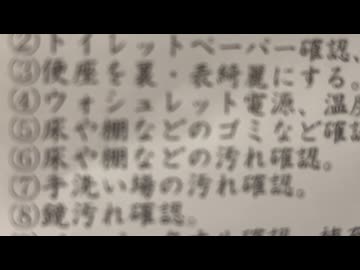 ②トイレットペーパー確認、
③便座を裏・表綺麗にする。
④ウォシュレット電源、温度
⑤床や棚などのゴミなど確認
⑥床や棚などの汚れ確認。
⑦手洗い場の汚れ確認。
⑧鏡汚れ確認。